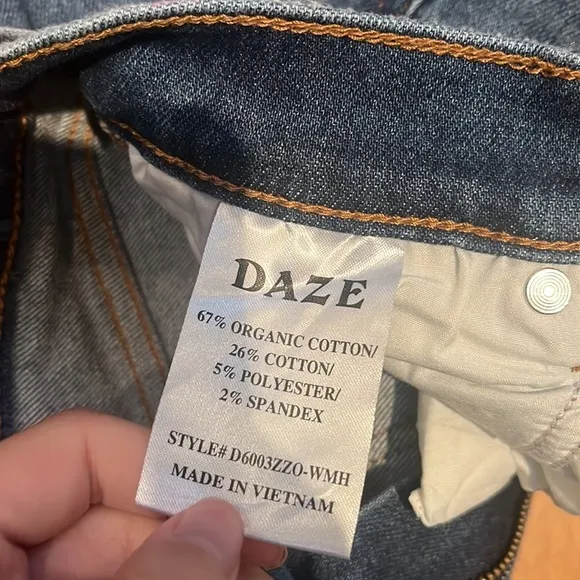 DAZE
67% ORGANIC COTTON/
26% COTTON/
5% POLYESTER/
2% SPANDEX
STYLE# D6003ZZO-WMH
MADE IN VIETNAM